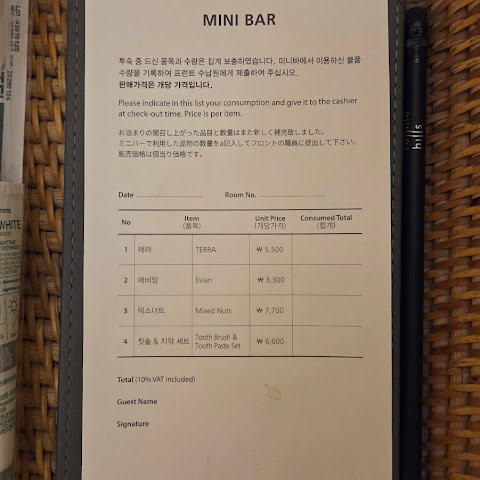 MINI BAR
투숙 중 드신 품목과 수량은 집계 보충하였습니다. 미니바에서 이용하신 물품
수량을 기록하여 프런트 수납원에게 제출하여 주십시오.
판매가격은 개당 가격입니다.
Please indicate in this list your consumption and give it to the cashier
at check-out time. Price is per item.
お泊まりの間召し上がった品目と数量はまた新しく補充致しました。
ミニバーで利用した品物の数量をa記入してフロントの職員に提出して下さい。
販売価格は個当り価格です。
Date
Room No.
No Item (품목) Unit Price (개당가격) Consumed Total (합계)
1 테라 TERRA ₩ 5,500
2 에비앙 Evian ₩ 3,300
3 믹스너트 Mixed Nuts ₩ 7,700
4 칫솔 & 치약 세트 Tooth Brush & Tooth Paste Set ₩ 6,600
Total (10% VAT included)
Guest Name
Signature
WHITE
hills